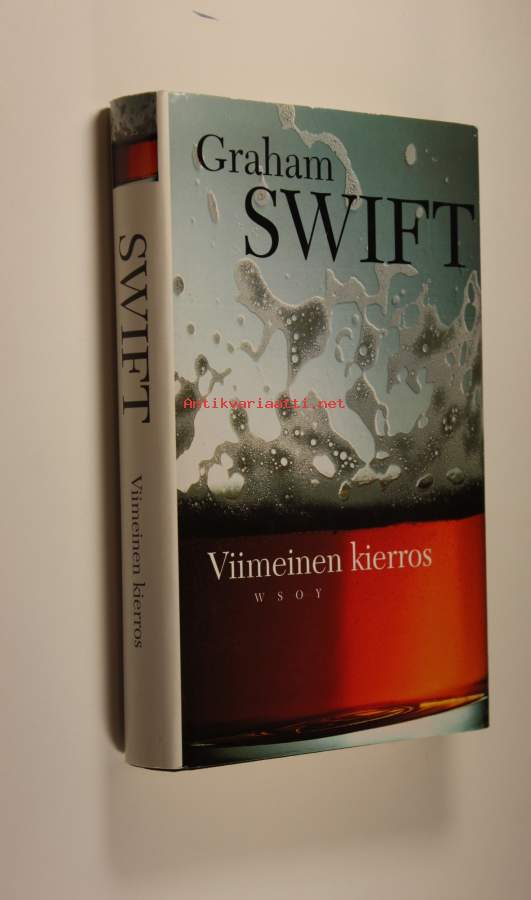 Graham
SWIFT
Viimeinen kierros
WSOY
SWIFT
Viimeinen kierros
Antikvariaatti.net